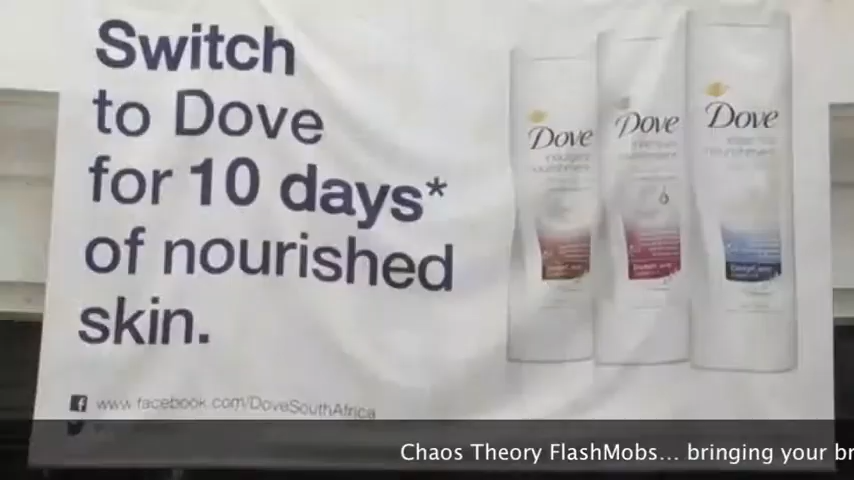 Switch
to Dove
for 10 days*
of nourished
skin.
Dove
Dove
Dove
nourishment
www.facebook.com/DoveSouthAfrica
Chaos Theory FlashMobs... bringing your br